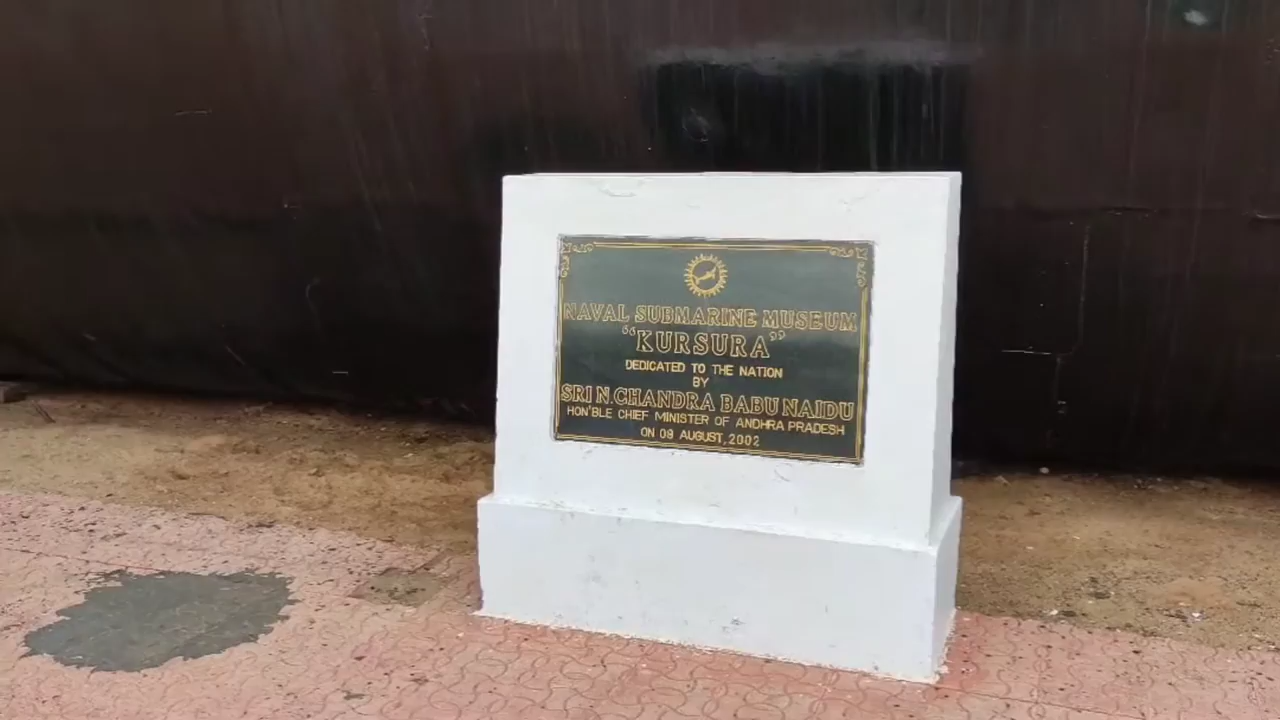 NAVAL SUBMARINE MUSEUM
"KURSURA"
DEDICATED TO THE NATION
BY
SRI N.CHANDRA BABU NAIDU
HON'BLE CHIEF MINISTER OF ANDHRA PRADESH
ON 09 AUGUST,2002